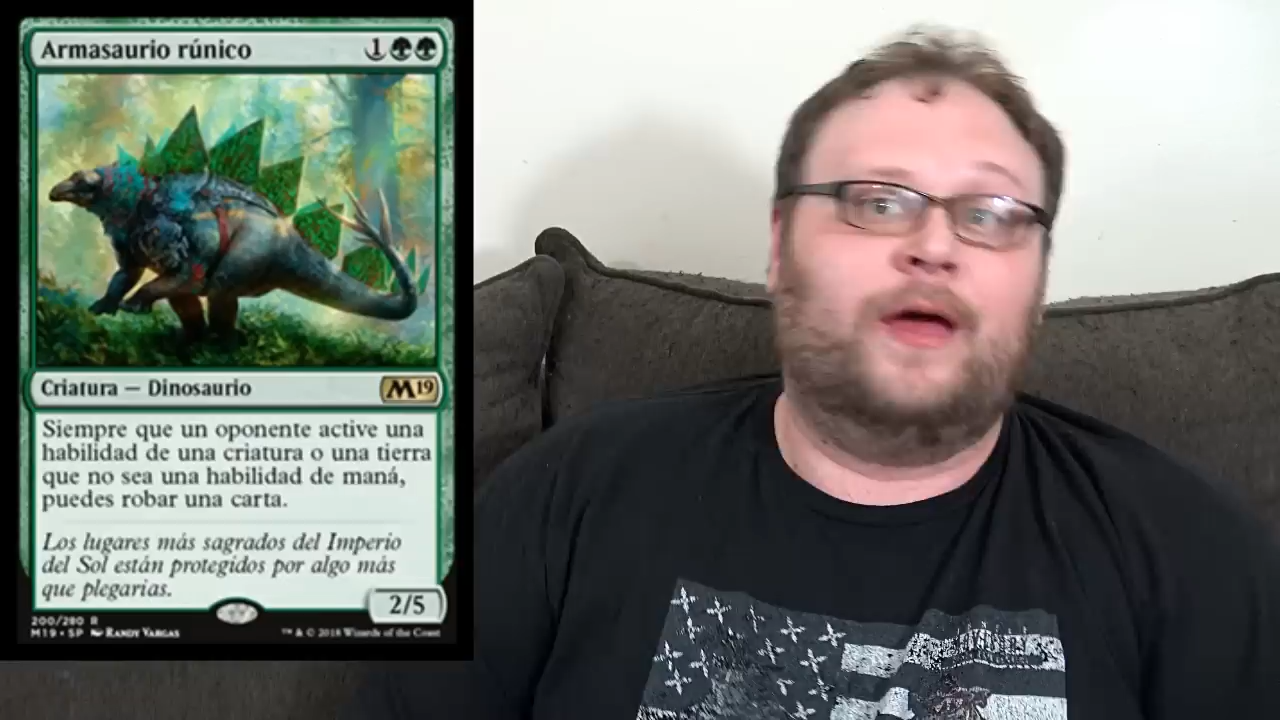 Armasaurio rúnico 1
Criatura — Dinosaurio M19
Siempre que un oponente active una
habilidad de una criatura o una tierra
que no sea una habilidad de maná,
puedes robar una carta.
Los lugares más sagrados del Imperio
del Sol están protegidos por algo más
que plegarias.
2/5
200/280 R
M19 • SP RANDY VARGAS
™ & © 2018 Wizards of the Coast